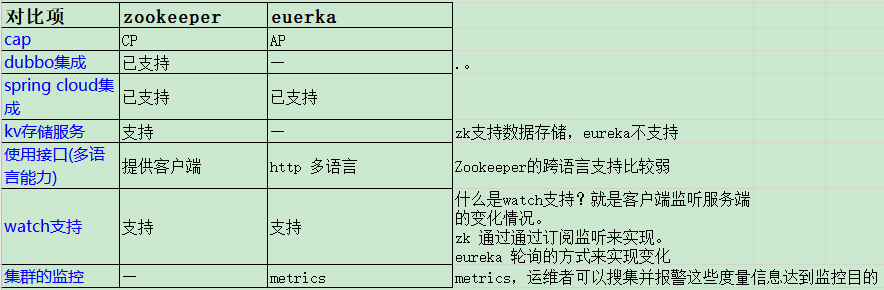 对比项 zookeeper euerka
cap CP AP
dubbo集成 已支持 — .。
spring cloud集
成 已支持 已支持
kv存储服务 支持 — zk支持数据存储，eureka不支持
使用接口(多语
言能力) 提供客户端 http 多语言 Zookeeper的跨语言支持比较弱
watch支持 支持 支持 什么是watch支持？就是客户端监听服务端
的变化情况。
zk 通过通过订阅监听来实现。
eureka 轮询的方式来实现变化
集群的监控 — metrics metrics，运维者可以搜集并报警这些度量信息达到监控目的